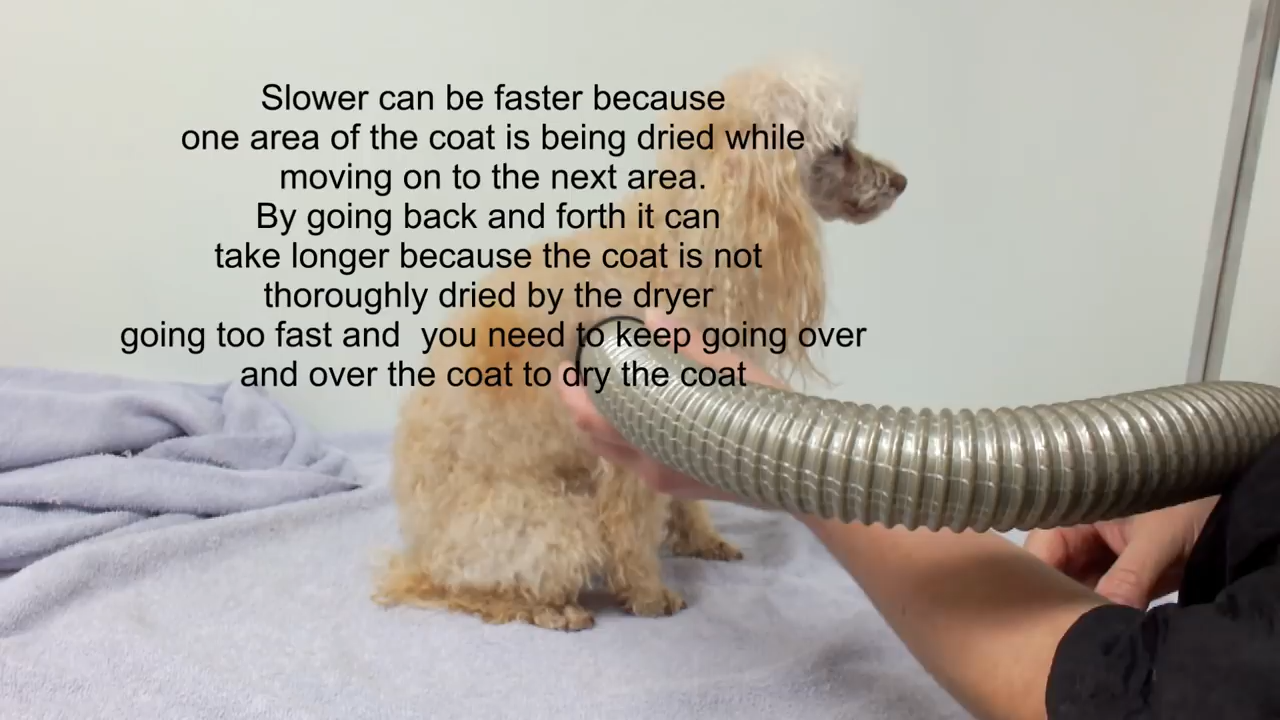 Slower can be faster because
one area of the coat is being dried while
moving on to the next area.
By going back and forth it can
take longer because the coat is not
thoroughly dried by the dryer
going too fast and  you need to keep going over
and over the coat to dry the coat